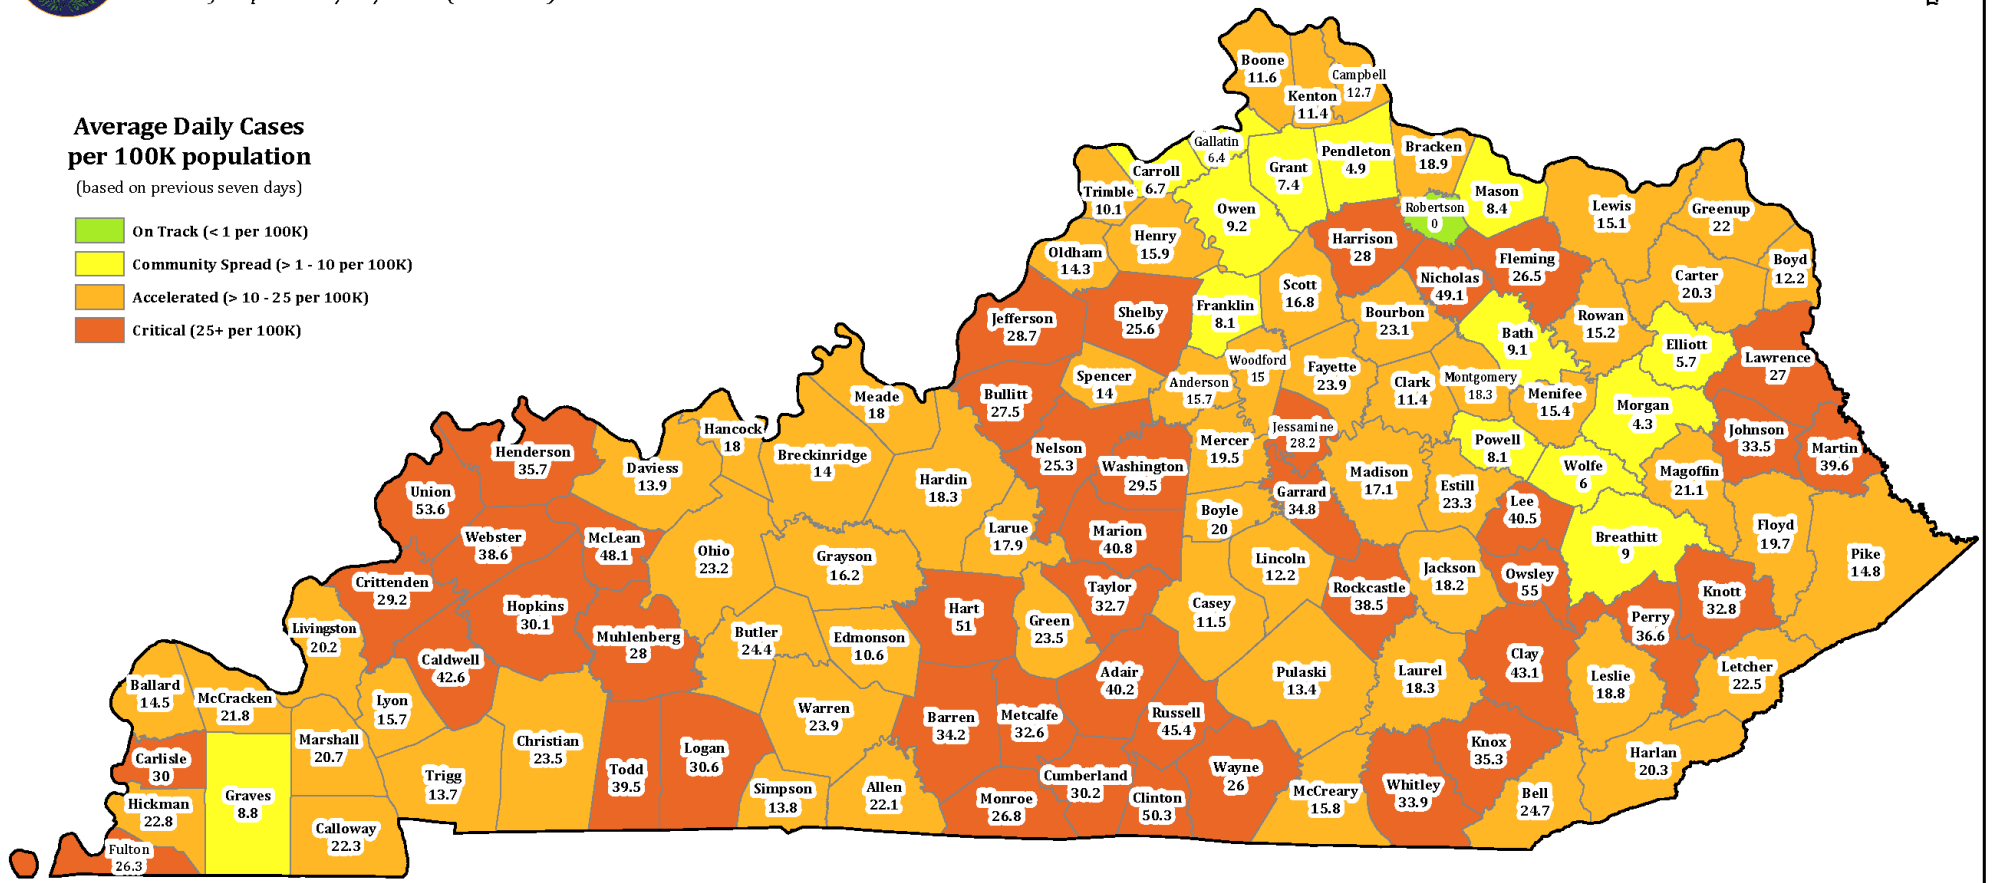 Average Daily Cases
per 100K population
(based on previous seven days)
On Track (< 1 per 100K)
Community Spread (> 1 - 10 per 100K)
Accelerated (> 10 - 25 per 100K)
Critical (25+ per 100K)
Boone
11.6
Kenton
11.4
Campbell
12.7
Gallatin
6.4
Carroll
6.7
Trimble
10.1
Grant
7.4
Pendleton
4.9
Bracken
18.9
Mason
8.4
Robertson
0
Lewis
15.1
Greenup
22
Owen
9.2
Henry
15.9
Oldham
14.3
Harrison
28
Nicholas
49.1
Fleming
26.5
Carter
20.3
Boyd
12.2
Jefferson
28.7
Shelby
25.6
Franklin
8.1
Scott
16.8
Bourbon
23.1
Bath
9.1
Rowan
15.2
Elliott
5.7
Lawrence
27
Bullitt
27.5
Spencer
14
Anderson
15.7
Woodford
15
Fayette
23.9
Clark
11.4
Montgomery
18.3
Menifee
15.4
Morgan
4.3
Johnson
33.5
Martin
39.6
Meade
18
Hancock
18
Breckinridge
14
Hardin
18.3
Nelson
25.3
Washington
29.5
Mercer
19.5
Jessamine
28.2
Garrard
34.8
Madison
17.1
Estill
23.3
Powell
8.1
Wolfe
6
Magoffin
21.1
Lee
40.5
Breathitt
9
Floyd
19.7
Pike
14.8
Henderson
35.7
Daviess
13.9
Union
53.6
Webster
38.6
McLean
48.1
Ohio
23.2
Grayson
16.2
Larue
17.9
Marion
40.8
Boyle
20
Lincoln
12.2
Rockcastle
38.5
Jackson
18.2
Owsley
55
Perry
36.6
Knott
32.8
Crittenden
29.2
Hopkins
30.1
Muhlenberg
28
Butler
24.4
Edmonson
10.6
Hart
51
Green
23.5
Taylor
32.7
Casey
11.5
Livingston
20.2
Caldwell
42.6
Lyon
15.7
Adair
40.2
Pulaski
13.4
Laurel
18.3
Clay
43.1
Leslie
18.8
Letcher
22.5
Ballard
14.5
McCracken
21.8
Marshall
20.7
Christian
23.5
Todd
39.5
Logan
30.6
Warren
23.9
Barren
34.2
Metcalfe
32.6
Russell
45.4
Wayne
26
Knox
35.3
Harlan
20.3
Carlisle
30
Hickman
22.8
Graves
8.8
Calloway
22.3
Trigg
13.7
Simpson
13.8
Allen
22.1
Monroe
26.8
Cumberland
30.2
Clinton
50.3
McCreary
15.8
Whitley
33.9
Bell
24.7
Fulton
26.3